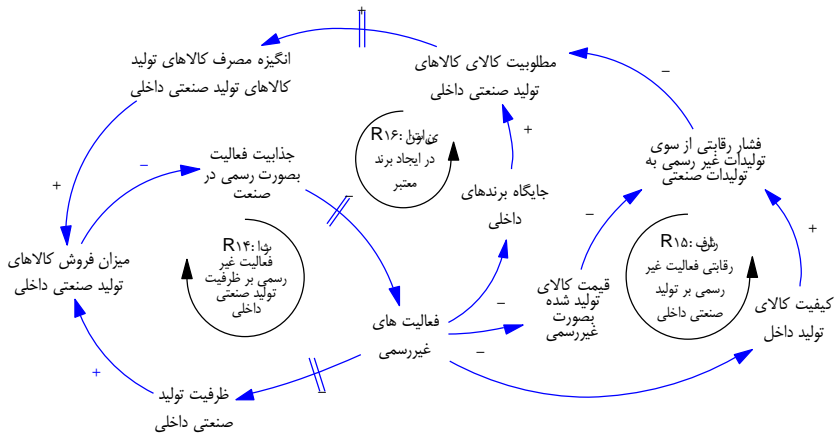 انگیزه مصرف کالاهای تولید
کالاهای تولید صنعتی داخلی
مطلوبیت کالای کالاهای
تولید صنعتی داخلی
فشار رقابتی از سوی
تولیدات غیر رسمی به
تولیدات صنعتی
جذابیت فعالیت
بصورت رسمی در
صنعت
R۱۶:
در ایجاد برند
معتبر
جایگاه برندهای
داخلی
میزان فروش کالاهای
تولید صنعتی داخلی
R۱۴:
فعالیت غیر
رسمی بر ظرفیت
تولید صنعتی
داخلی
R۱۵:
رقابتی فعالیت غیر
رسمی بر تولید
صنعتی داخلی
قیمت کالای
تولید شده
بصورت
غیررسمی
کیفیت کالای
تولید داخل
فعالیت های
غیررسمی
ظرفیت تولید
صنعتی داخلی
+
+
+
+
+
–
–
–
–
–
–
–
–